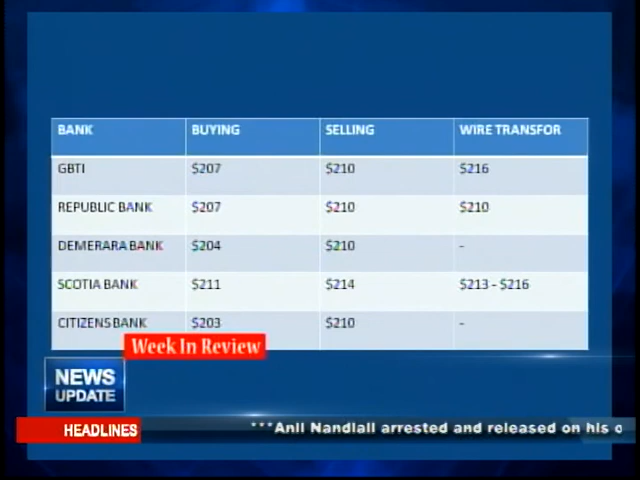 BANK BUYING SELLING WIRE TRANSFOR
GBTI $207 $210 $216
REPUBLIC BANK $207 $210 $210
DEMERARA BANK $204 $210 -
SCOTIA BANK $211 $214 $213 - $216
CITIZENS BANK $203 $210 -
Week In Review
NEWS
UPDATE
HEADLINES ***Anil Nandlall arrested and released on his o